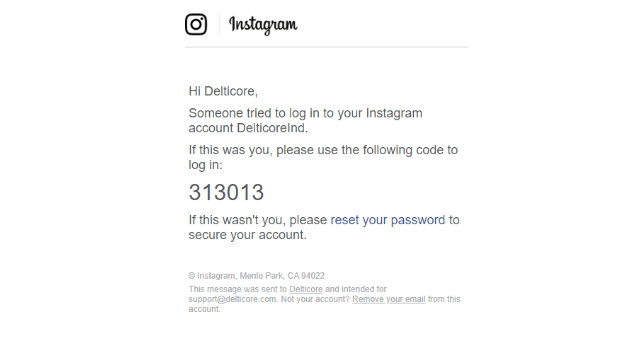 Instagram
Hi Delticore,
Someone tried to log in to your Instagram
account DelticoreInd.
If this was you, please use the following code to
log in:
313013
If this wasn't you, please reset your password to
secure your account.
© Instagram, Menlo Park, CA 94022
This message was sent to Delticore and intended for
support@delticore.com. Not your account? Remove your email from this
account.